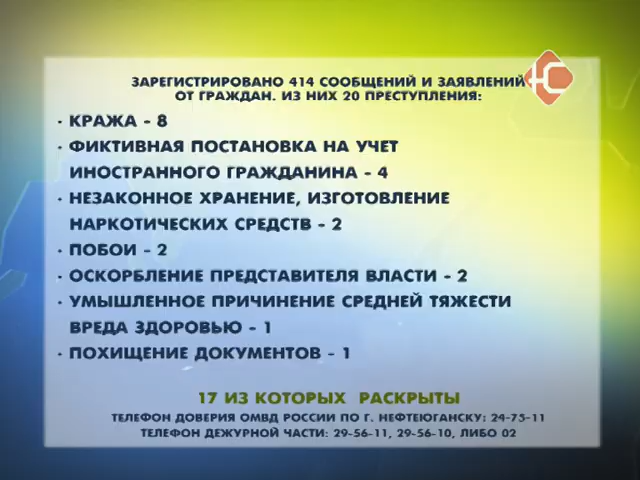 ЗАРЕГИСТРИРОВАНО 414 СООБЩЕНИЙ И ЗАЯВЛЕНИЙ
ОТ ГРАЖДАН. ИЗ НИХ 20 ПРЕСТУПЛЕНИЯ:
· КРАЖА – 8
· ФИКТИВНАЯ ПОСТАНОВКА НА УЧЕТ
ИНОСТРАННОГО ГРАЖДАНИНА – 4
· НЕЗАКОННОЕ ХРАНЕНИЕ, ИЗГОТОВЛЕНИЕ
НАРКОТИЧЕСКИХ СРЕДСТВ – 2
· ПОБОИ – 2
· ОСКОРБЛЕНИЕ ПРЕДСТАВИТЕЛЯ ВЛАСТИ – 2
· УМЫШЛЕННОЕ ПРИЧИНЕНИЕ СРЕДНЕЙ ТЯЖЕСТИ
ВРЕДА ЗДОРОВЬЮ – 1
· ПОХИЩЕНИЕ ДОКУМЕНТОВ – 1
17 ИЗ КОТОРЫХ РАСКРЫТЫ
ТЕЛЕФОН ДОВЕРИЯ ОМВД РОССИИ ПО Г. НЕФТЕЮГАНСКУ: 24-75-11
ТЕЛЕФОН ДЕЖУРНОЙ ЧАСТИ: 29-56-11, 29-56-10, ЛИБО 02